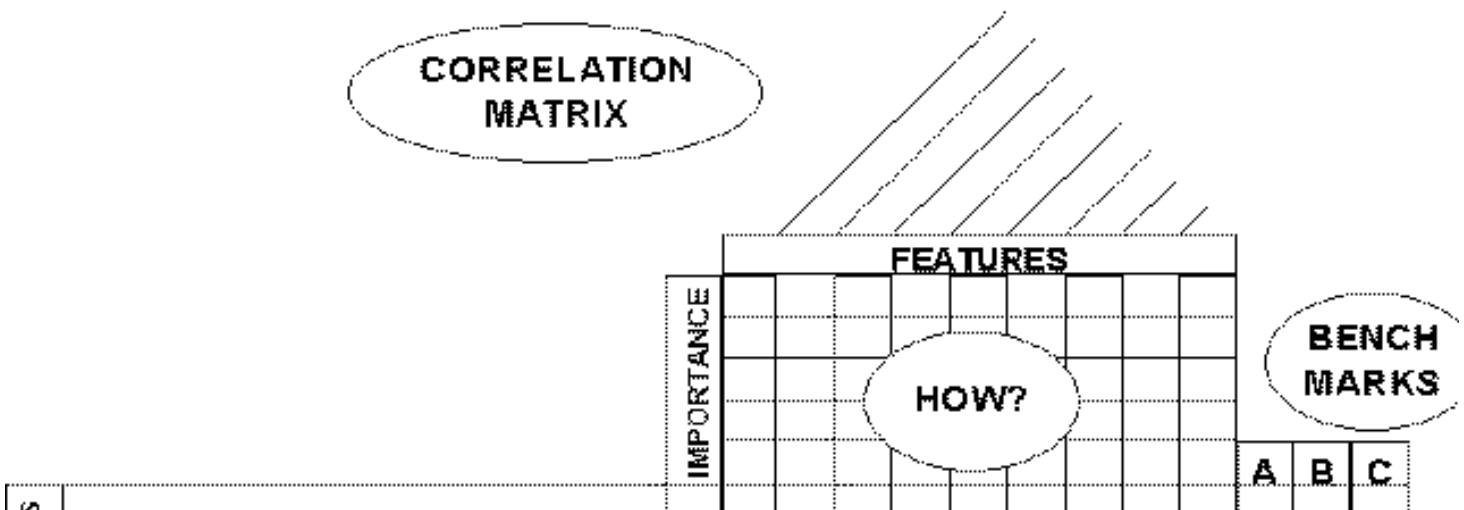 CORRELATION
MATRIX
FEATURES
IMPORTANCE
HOW?
BENCH
MARKS
A B C
S